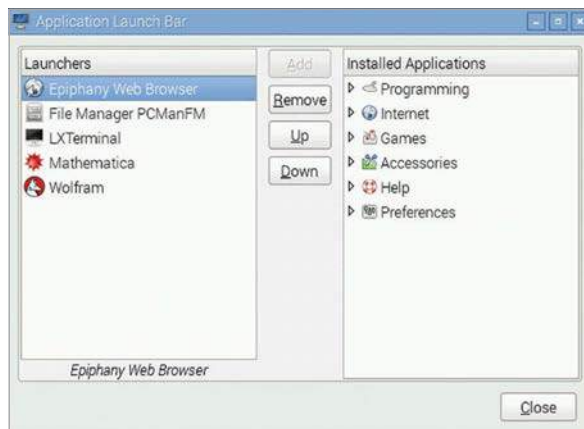 Application Launch Bar
Launchers
Epiphany Web Browser
File Manager PCManFM
LXTerminal
Mathematica
Wolfram
Epiphany Web Browser
Add
Remove
Up
Down
Installed Applications
Programming
Internet
Games
Accessories
Help
Preferences
Close